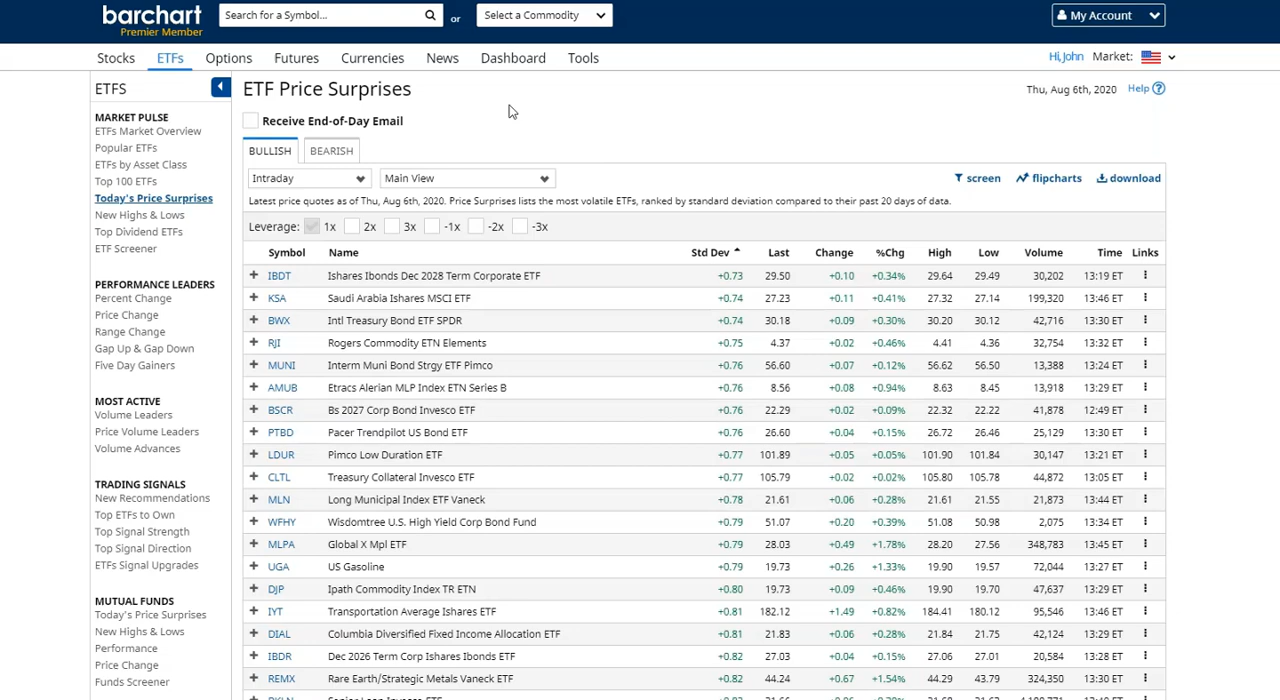 barchart
Premier Member
Search for a Symbol...
or
Select a Commodity
My Account
Stocks ETFs Options Futures Currencies News Dashboard Tools
Hi, John Market:
ETFS
MARKET PULSE
ETFs Market Overview
Popular ETFs
ETFs by Asset Class
Top 100 ETFs
Today's Price Surprises
New Highs & Lows
Top Dividend ETFs
ETF Screener
PERFORMANCE LEADERS
Percent Change
Price Change
Range Change
Gap Up & Gap Down
Five Day Gainers
MOST ACTIVE
Volume Leaders
Price Volume Leaders
Volume Advances
TRADING SIGNALS
New Recommendations
Top ETFs to Own
Top Signal Strength
Top Signal Direction
ETFs Signal Upgrades
MUTUAL FUNDS
Today's Price Surprises
New Highs & Lows
Performance
Price Change
Funds Screener
ETF Price Surprises
Thu, Aug 6th, 2020 Help ?
Receive End-of-Day Email
BULLISH BEARISH
Intraday Main View screen flipcharts download
Latest price quotes as of Thu, Aug 6th, 2020. Price Surprises lists the most volatile ETFs, ranked by standard deviation compared to their past 20 days of data.
Leverage: 1x 2x 3x -1x -2x -3x
Symbol Name Std Dev Last Change %Chg High Low Volume Time Links
+ IBDT Ishares Ibonds Dec 2028 Term Corporate ETF +0.73 29.50 +0.10 +0.34% 29.64 29.49 30,202 13:19 ET
+ KSA Saudi Arabia Ishares MSCI ETF +0.74 27.23 +0.11 +0.41% 27.32 27.14 199,320 13:46 ET
+ BWX Intl Treasury Bond ETF SPDR +0.74 30.18 +0.09 +0.30% 30.20 30.12 42,716 13:30 ET
+ RJI Rogers Commodity ETN Elements +0.75 4.37 +0.02 +0.46% 4.41 4.36 32,754 13:32 ET
+ MUNI Interm Muni Bond Strgy ETF Pimco +0.76 56.60 +0.07 +0.12% 56.62 56.50 13,388 13:24 ET
+ AMUB Etracs Alerian MLP Index ETN Series B +0.76 8.56 +0.08 +0.94% 8.63 8.45 13,918 13:29 ET
+ BSCR Bs 2027 Corp Bond Invesco ETF +0.76 22.29 +0.02 +0.09% 22.32 22.22 41,878 12:49 ET
+ PTBD Pacer Trendpilot US Bond ETF +0.76 26.60 +0.04 +0.15% 26.72 26.46 25,129 13:30 ET
+ LDUR Pimco Low Duration ETF +0.77 101.89 +0.05 +0.05% 101.90 101.84 30,147 13:21 ET
+ CLTL Treasury Collateral Invesco ETF +0.77 105.79 +0.02 +0.02% 105.80 105.78 44,872 13:05 ET
+ MLN Long Municipal Index ETF Vaneck +0.78 21.61 +0.06 +0.28% 21.61 21.55 21,873 13:44 ET
+ WFHY Wisdomtree U.S. High Yield Corp Bond Fund +0.79 51.07 +0.20 +0.39% 51.08 50.98 2,075 13:34 ET
+ MLPA Global X Mpl ETF +0.79 28.03 +0.49 +1.78% 28.20 27.56 348,783 13:45 ET
+ UGA US Gasoline +0.79 19.73 +0.26 +1.33% 19.90 19.57 72,044 13:27 ET
+ DJP Ipath Commodity Index TR ETN +0.80 19.73 +0.09 +0.46% 19.90 19.70 47,637 13:29 ET
+ IYT Transportation Average Ishares ETF +0.81 182.12 +1.49 +0.82% 184.41 180.12 95,546 13:46 ET
+ DIAL Columbia Diversified Fixed Income Allocation ETF +0.81 21.83 +0.06 +0.28% 21.84 21.75 42,124 13:29 ET
+ IBDR Dec 2026 Term Corp Ishares Ibonds ETF +0.82 27.03 +0.04 +0.15% 27.06 27.01 20,584 13:28 ET
+ REMX Rare Earth/Strategic Metals Vaneck ETF +0.82 44.24 +0.67 +1.54% 44.29 43.79 324,350 13:30 ET